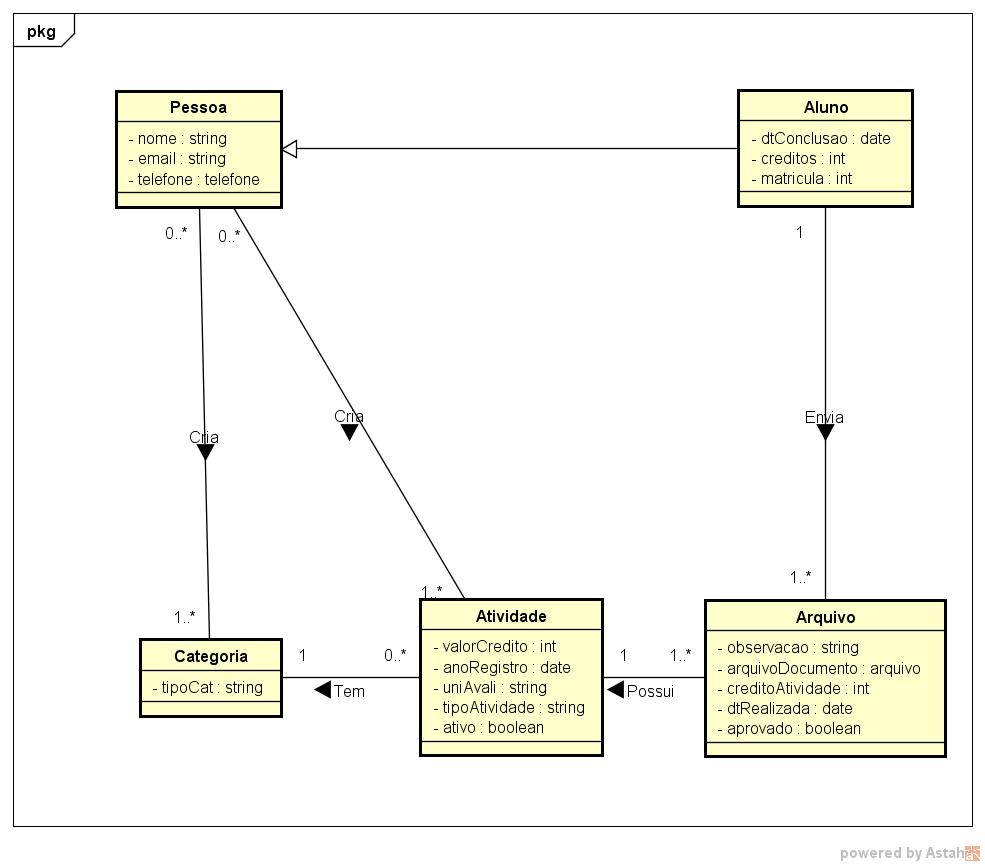 pkg
Pessoa
- nome : string
- email : string
- telefone : telefone
Aluno
- dtConclusao : date
- creditos : int
- matricula : int
0..*
0..*
1
Cria
Cria
Envia
1..*
1..*
1..*
Categoria
- tipoCat : string
1
0..*
Tem
Atividade
- valorCredito : int
- anoRegistro : date
- uniAvali : string
- tipoAtividade : string
- ativo : boolean
1
1..*
Possui
Arquivo
- observacao : string
- arquivoDocumento : arquivo
- creditoAtividade : int
- dtRealizada : date
- aprovado : boolean
powered by Astah